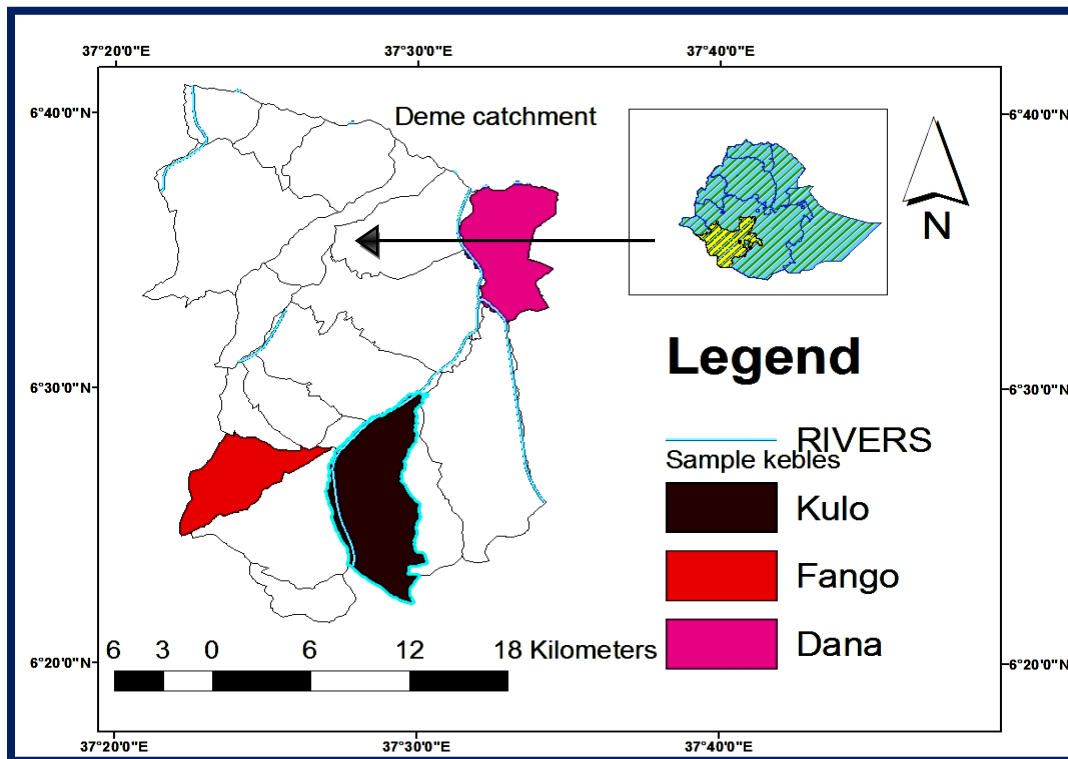 37°20'0"E 37°30'0"E 37°40'0"E
6°40'0"N 6°40'0"N
Deme catchment
N
Legend
6°30'0"N 6°30'0"N
RIVERS
Sample kebles
Kulo
Fango
Dana
6 3 0 6 12 18 Kilometers
6°20'0"N 6°20'0"N
37°20'0"E 37°30'0"E 37°40'0"E